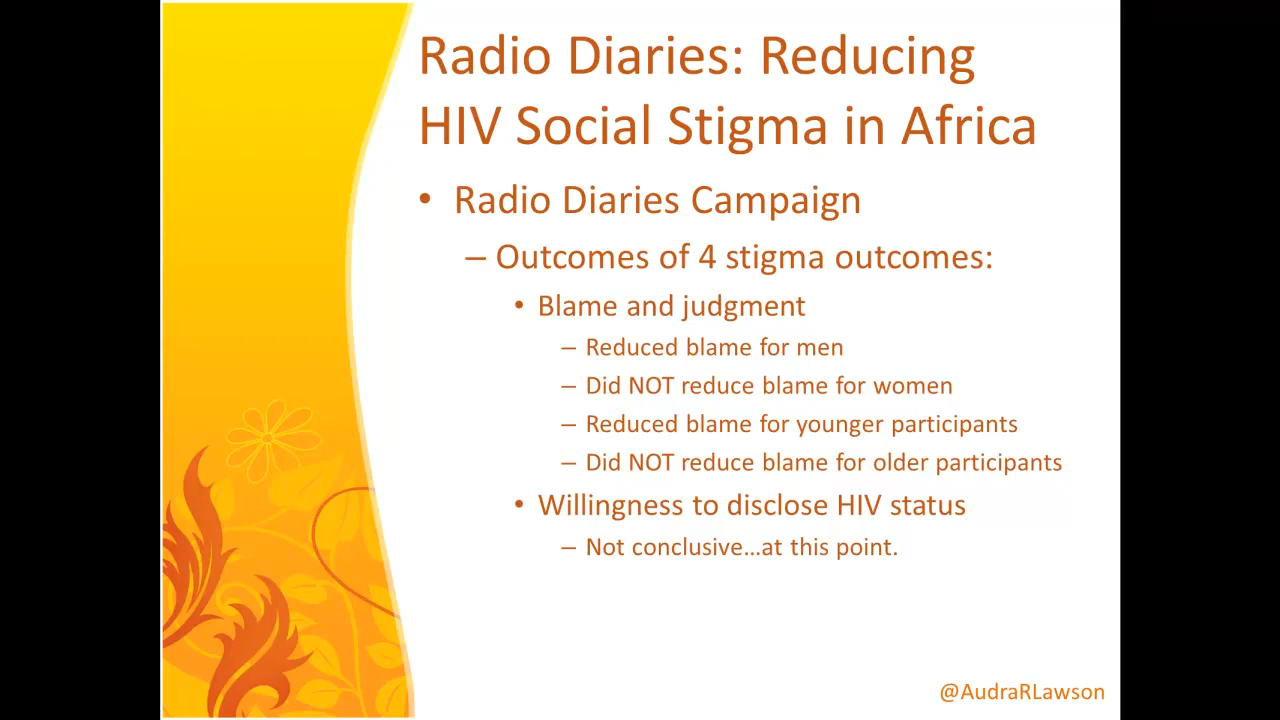 Radio Diaries: Reducing
HIV Social Stigma in Africa
• Radio Diaries Campaign
– Outcomes of 4 stigma outcomes:
• Blame and judgment
– Reduced blame for men
– Did NOT reduce blame for women
– Reduced blame for younger participants
– Did NOT reduce blame for older participants
• Willingness to disclose HIV status
– Not conclusive…at this point.
@AudraRLawson